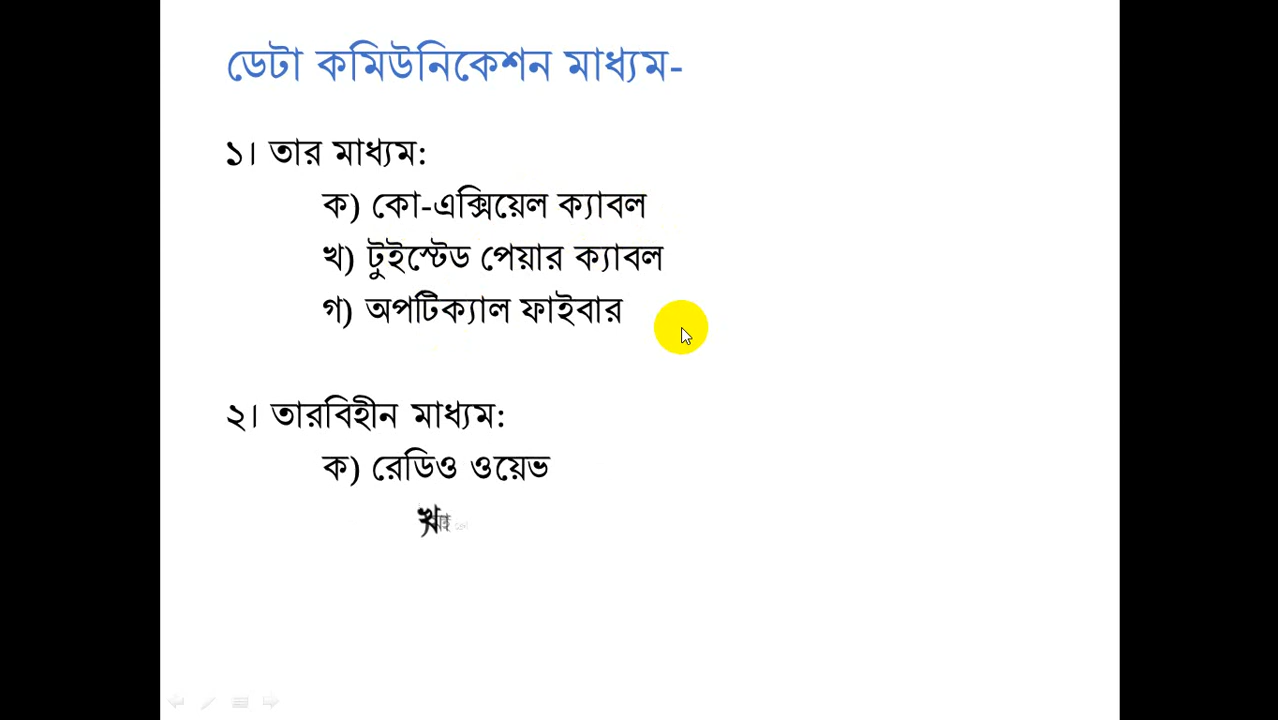 ডেটা কমিউনিকেশন মাধ্যম-
১। তার মাধ্যম:
ক) কো-এক্সিয়েল ক্যাবল
খ) টুইস্টেড পেয়ার ক্যাবল
গ) অপটিক্যাল ফাইবার
২। তারবিহীন মাধ্যম:
ক) রেডিও ওয়েভ